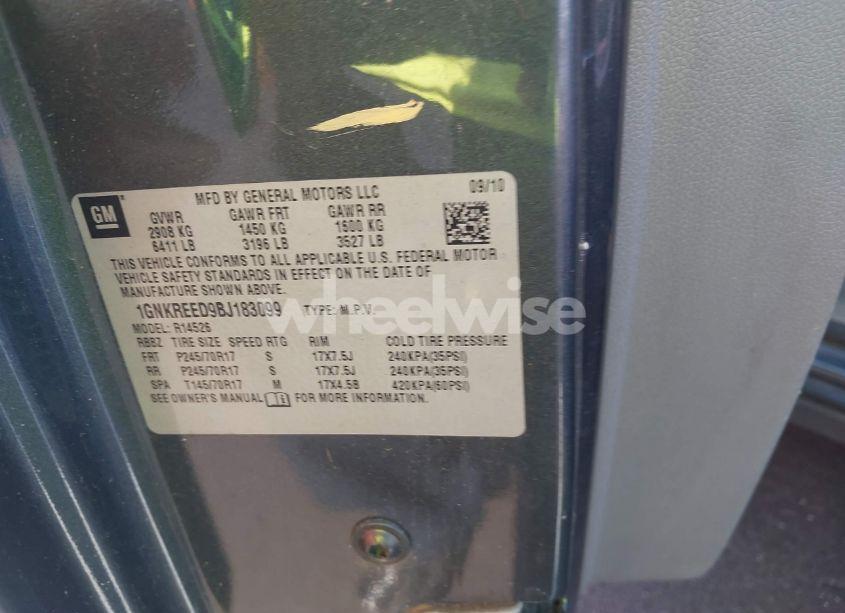 GM
MFD BY GENERAL MOTORS LLC 09/10
GVWR GAWR FRT GAWR RR
2908 KG 1450 KG 1600 KG
6411 LB 3196 LB 3527 LB
THIS VEHICLE CONFORMS TO ALL APPLICABLE U.S. FEDERAL MOTOR
VEHICLE SAFETY STANDARDS IN EFFECT ON THE DATE OF
MANUFACTURE SHOWN ABOVE.
1GNKREED9BJ183099 TYPE: M.P.V.
MODEL: R14526
RBBZ TIRE SIZE SPEED RTG RIM COLD TIRE PRESSURE
FRT P245/70R17 S 17X7.5J 240KPA(35PSI)
RR P245/70R17 S 17X7.5J 240KPA(35PSI)
SPA T145/70R17 M 17X4.5B 420KPA(60PSI)
SEE OWNER'S MANUAL FOR MORE INFORMATION.
wheelwise